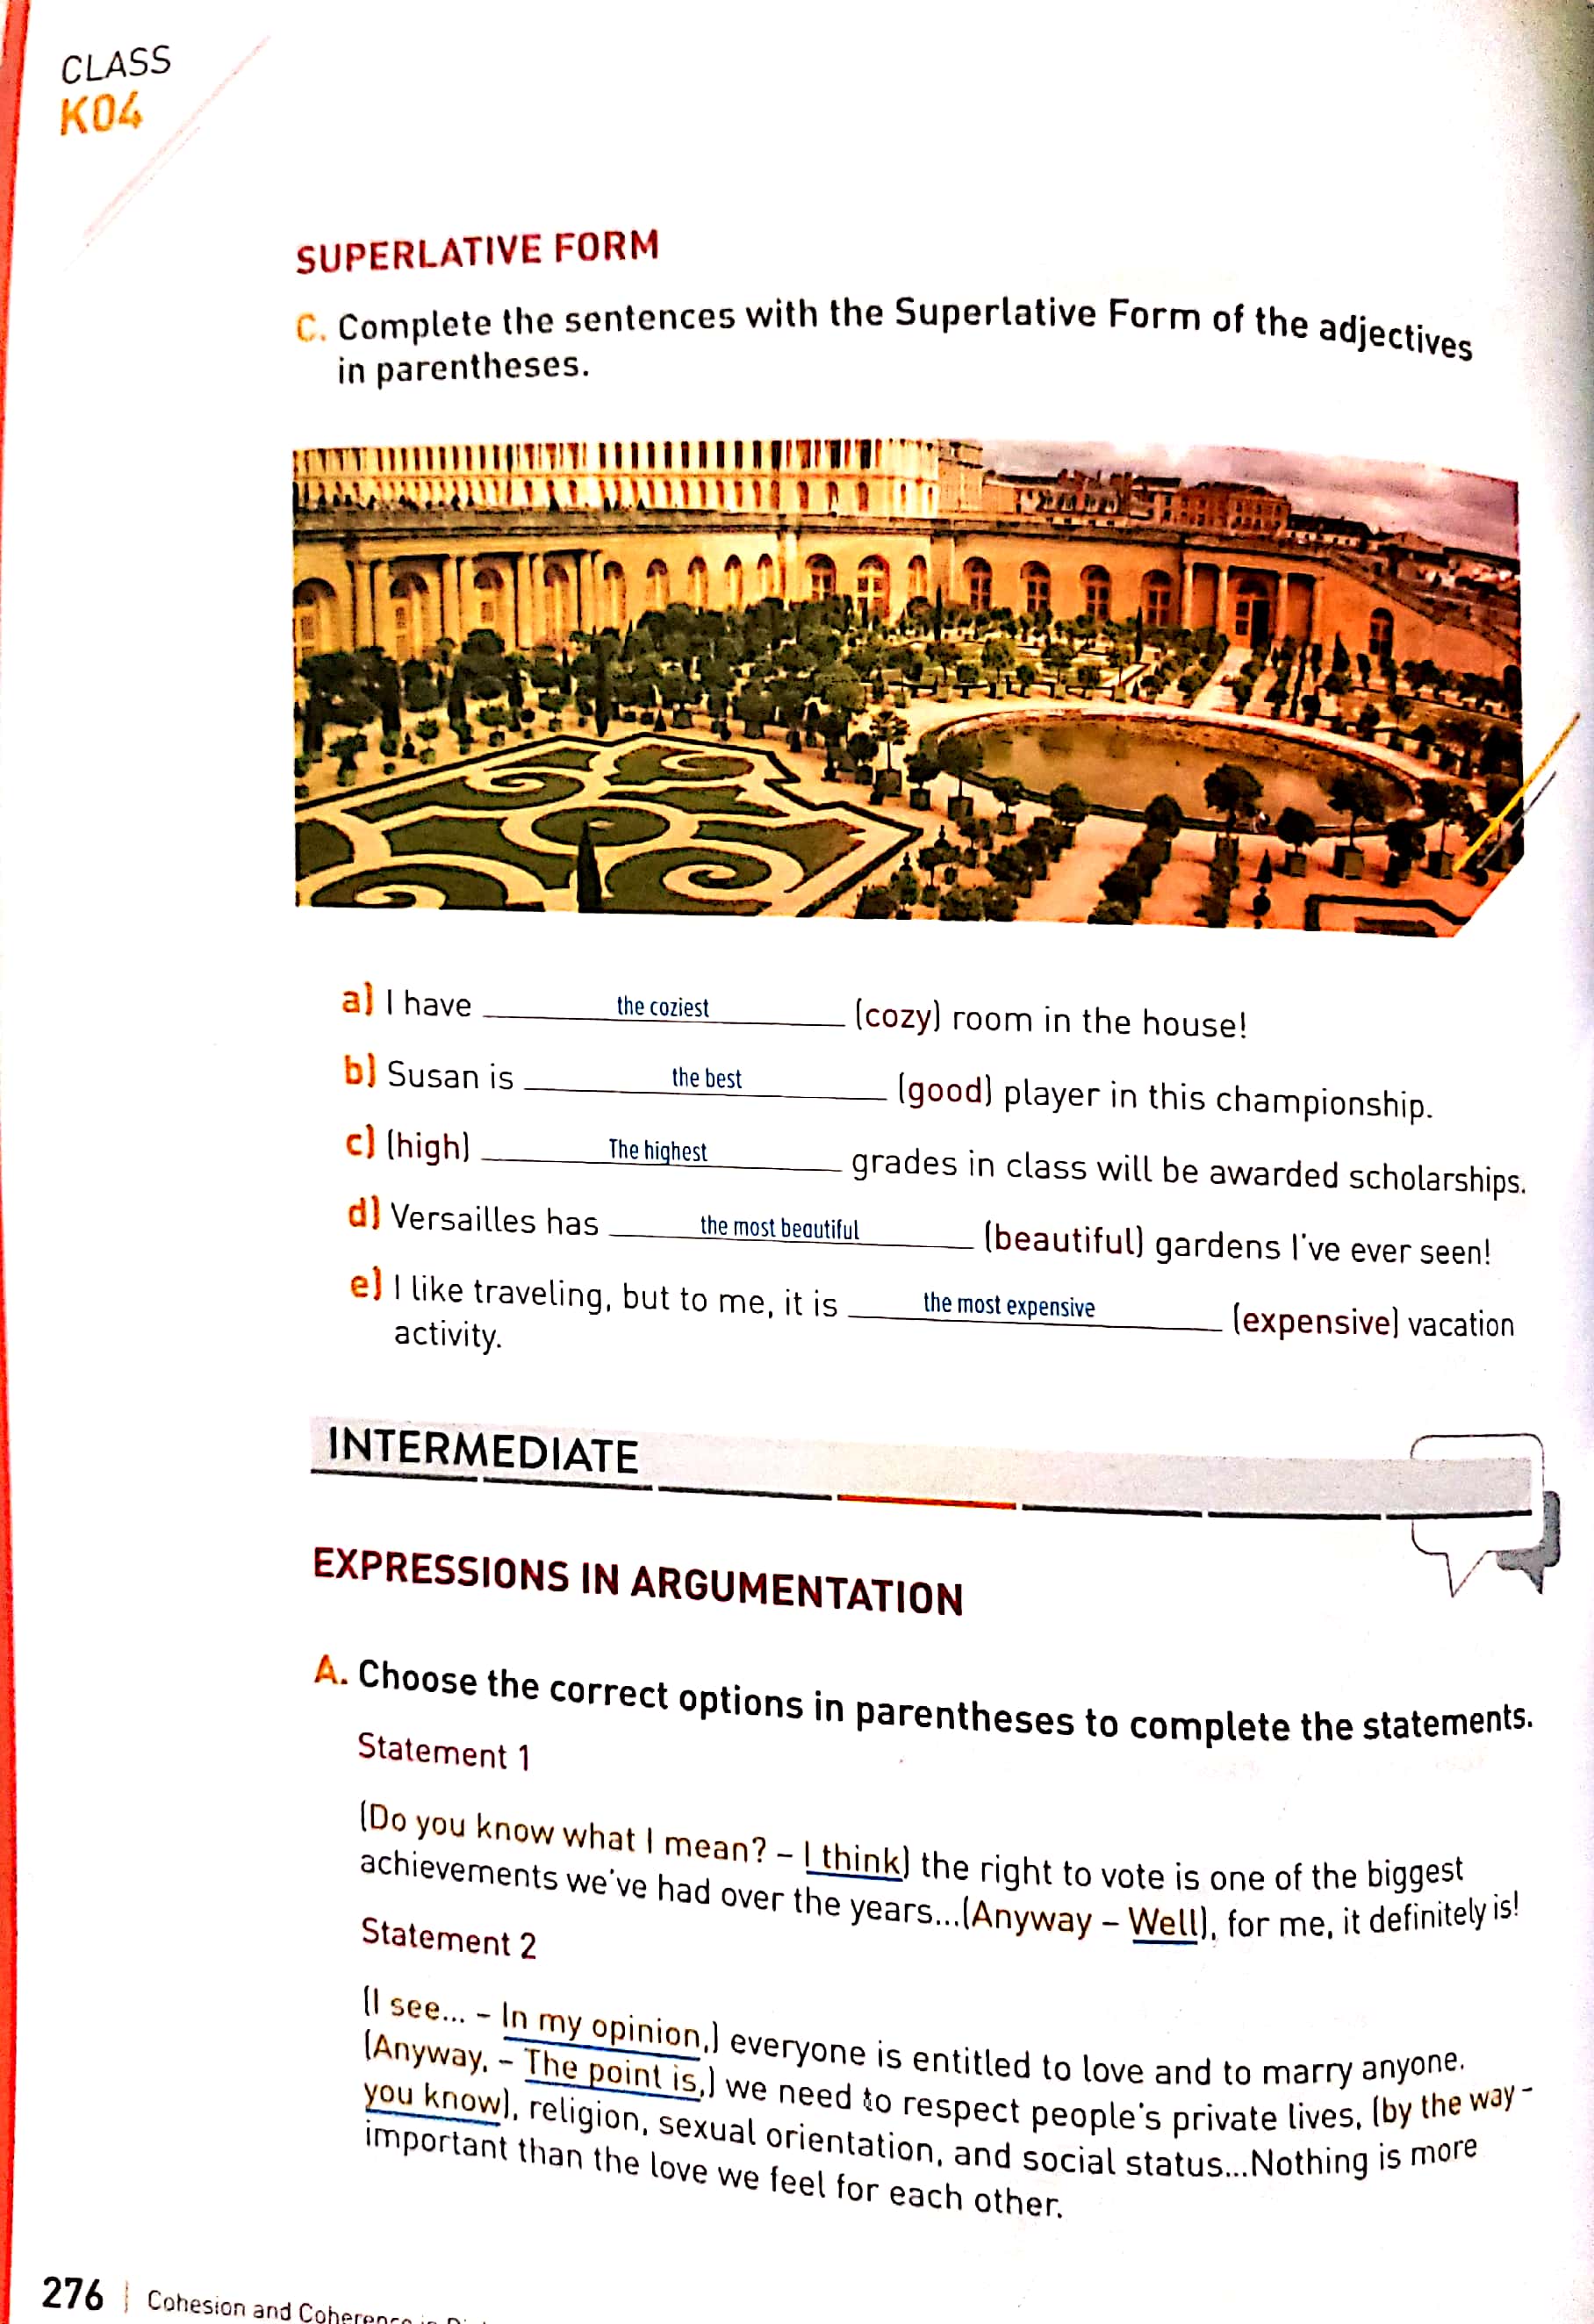 CLASS
K04
SUPERLATIVE FORM
C. Complete the sentences with the Superlative Form of the adjectives
in parentheses.
a) I have the coziest (cozy) room in the house!
b) Susan is the best (good) player in this championship.
c) (high) The highest grades in class will be awarded scholarships.
d) Versailles has the most beautiful (beautiful) gardens I've ever seen!
e) I like traveling, but to me, it is the most expensive (expensive) vacation
activity.
INTERMEDIATE
EXPRESSIONS IN ARGUMENTATION
A. Choose the correct options in parentheses to complete the statements.
Statement 1
(Do you know what I mean? – I think) the right to vote is one of the biggest
achievements we've had over the years...(Anyway – Well), for me, it definitely is!
Statement 2
(I see... – In my opinion,) everyone is entitled to love and to marry anyone.
(Anyway, – The point is,) we need to respect people's private lives, (by the way –
you know), religion, sexual orientation, and social status...Nothing is more
important than the love we feel for each other.
276 | Cohesion and Coherence in